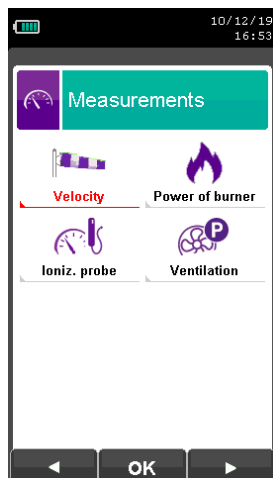 10/12/19
16:53
Measurements
Velocity
Power of burner
P
Ioniz. probe
Ventilation
OK